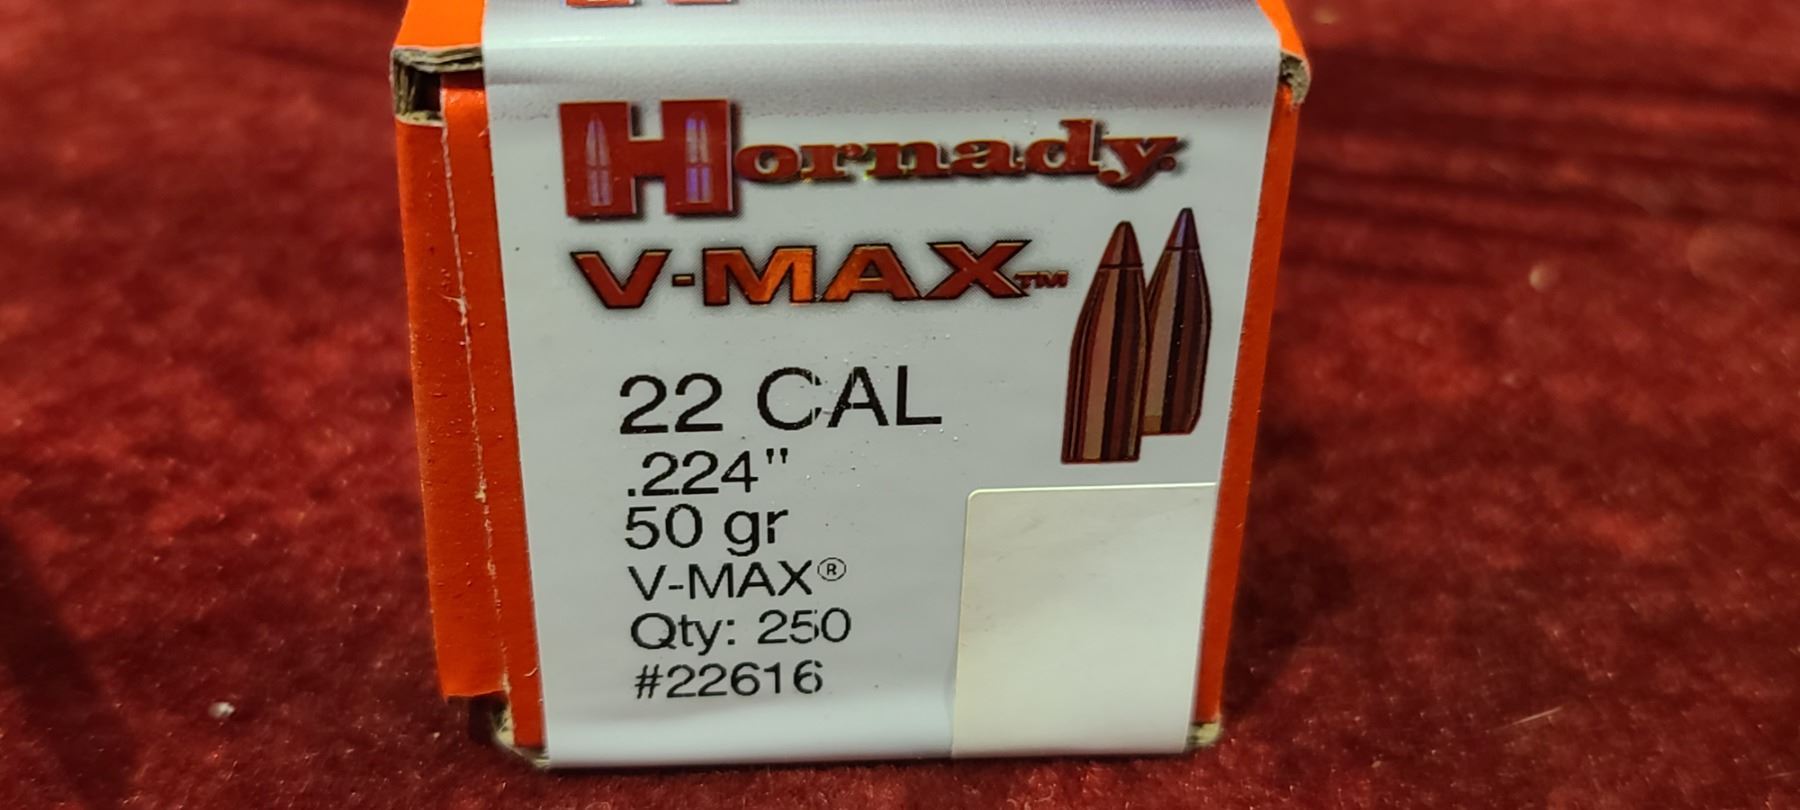 Hornady.
V-MAX™
22 CAL
.224"
50 gr
V-MAX®
Qty: 250
#22616